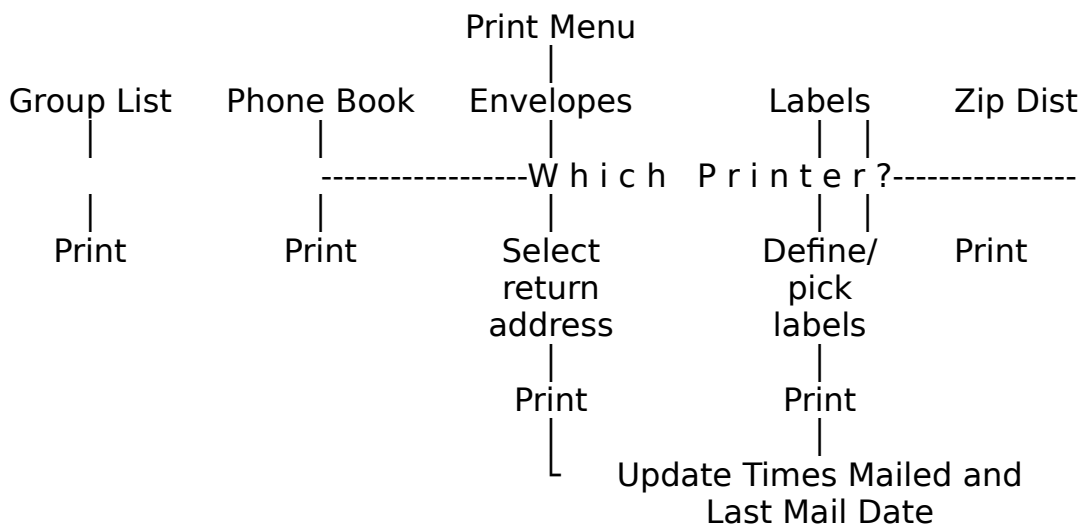 Print Menu
|
Group List Phone Book Envelopes Labels Zip Dist
| | | | |
------------------Which Printer?----------------
| | | | |
Print Print Select Define/ Print
return pick
address labels
| |
Print Print
| |
└ Update Times Mailed and
Last Mail Date